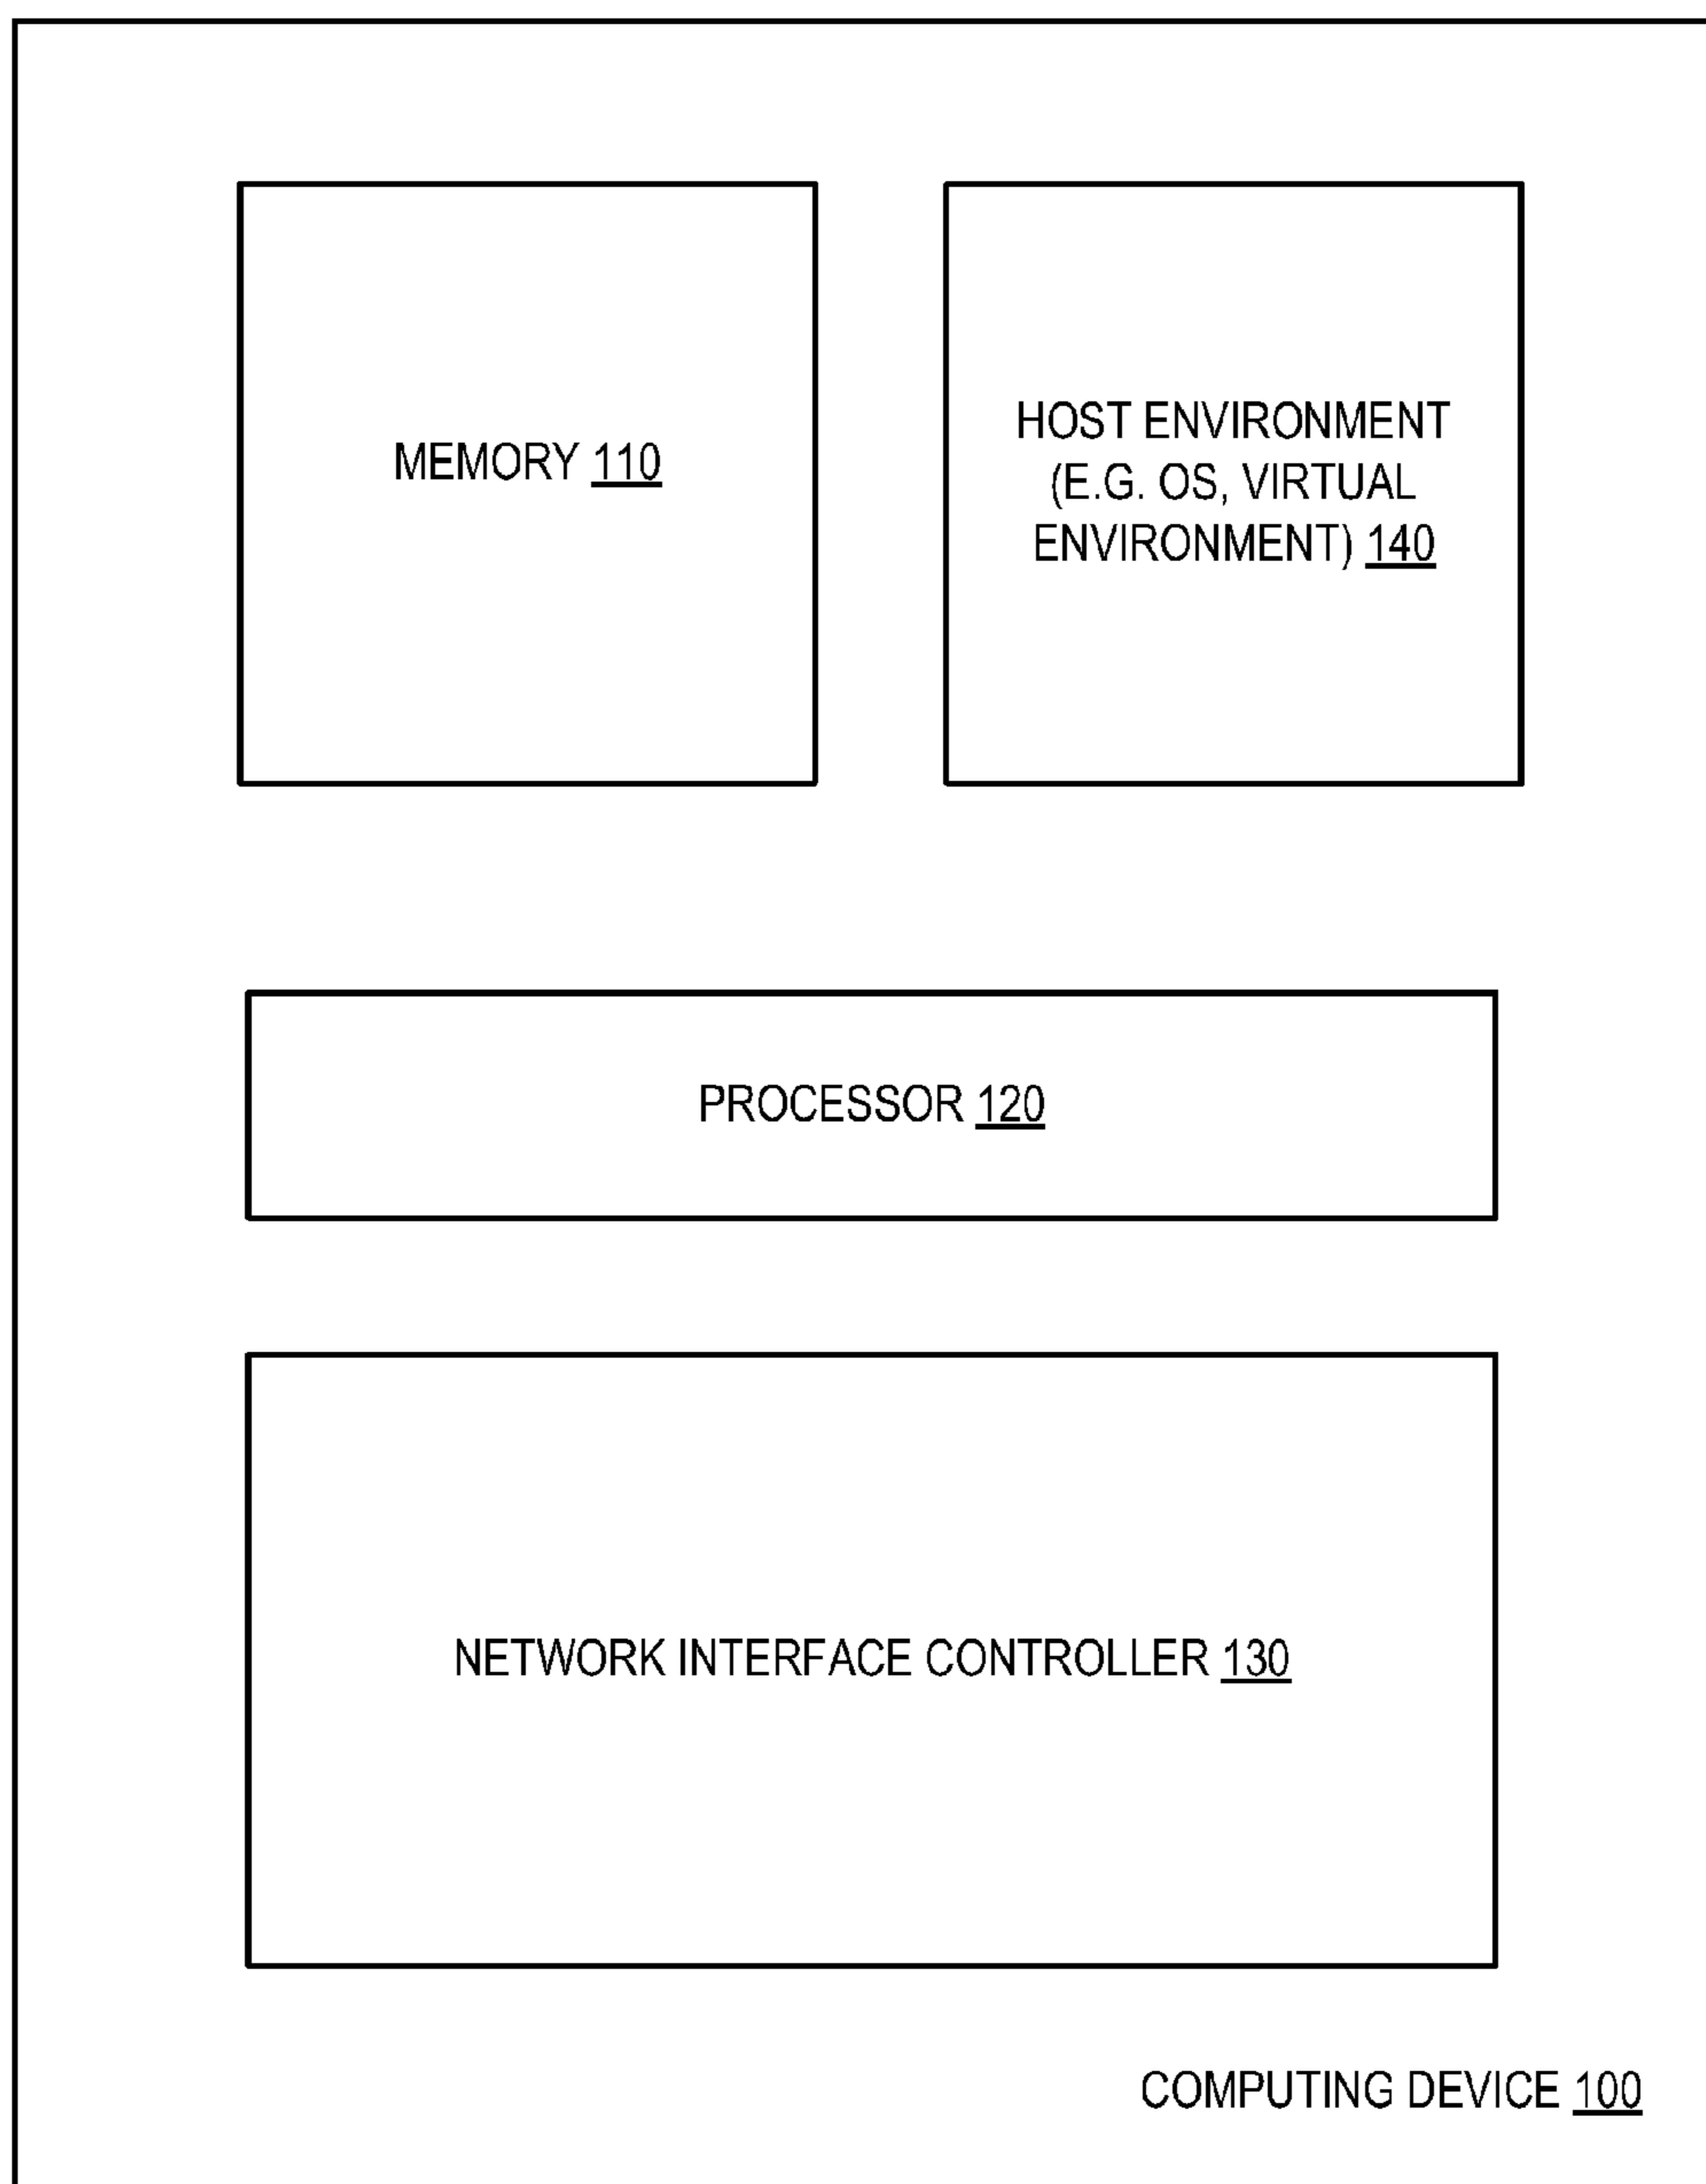 MEMORY 110
HOST ENVIRONMENT
(E.G. OS, VIRTUAL
ENVIRONMENT) 140
PROCESSOR 120
NETWORK INTERFACE CONTROLLER 130
COMPUTING DEVICE 100